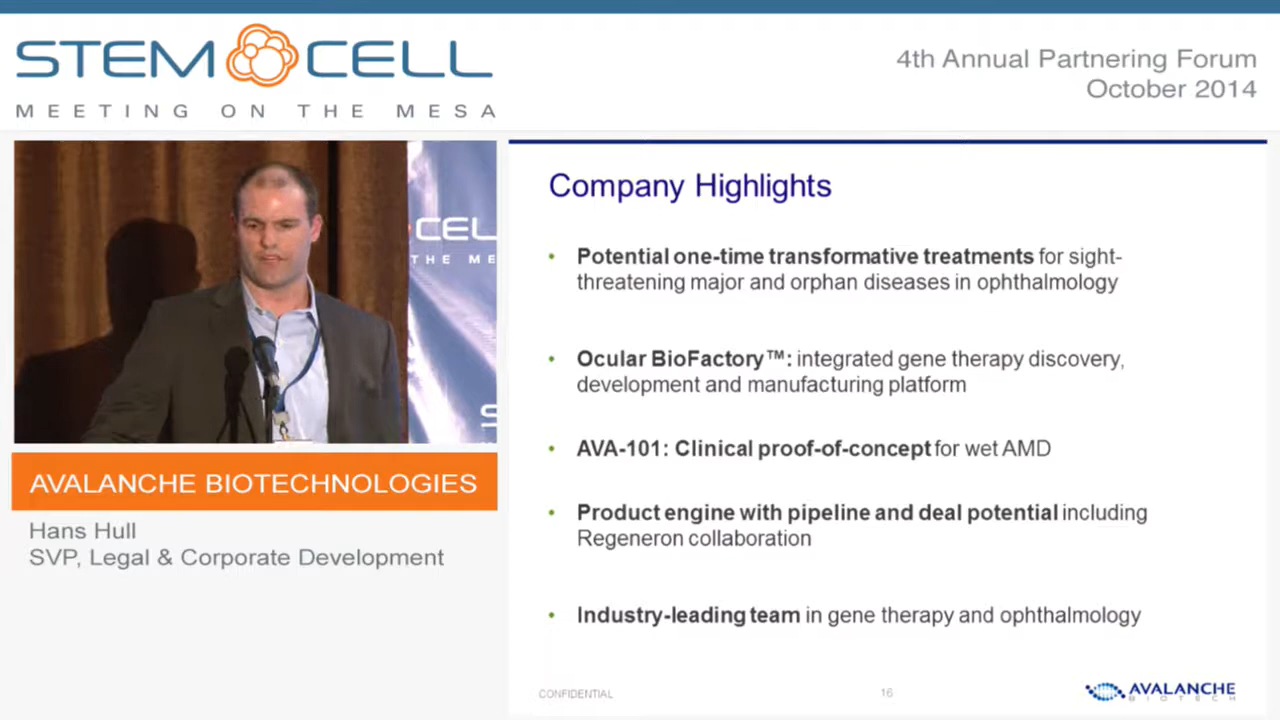 STEM CELL
MEETING ON THE MESA
4th Annual Partnering Forum
October 2014
CEL
THE ME
S
AVALANCHE BIOTECHNOLOGIES
Hans Hull
SVP, Legal & Corporate Development
Company Highlights
• Potential one-time transformative treatments for sight-
threatening major and orphan diseases in ophthalmology
• Ocular BioFactory™: integrated gene therapy discovery,
development and manufacturing platform
• AVA-101: Clinical proof-of-concept for wet AMD
• Product engine with pipeline and deal potential including
Regeneron collaboration
• Industry-leading team in gene therapy and ophthalmology
CONFIDENTIAL
16
AVALANCHE
BIOTECH